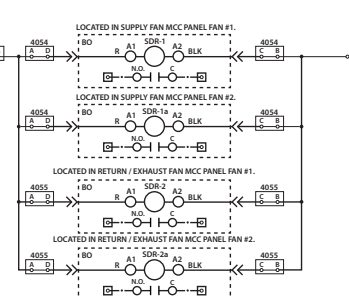 LOCATED IN SUPPLY FAN MCC PANEL FAN #1.
4054 BO SDR-1 4054
A D R A1 A2 BLK C B
N.O. C
LOCATED IN SUPPLY FAN MCC PANEL FAN #2.
4054 BO SDR-1a 4054
A D R A1 A2 BLK C B
N.O. C
LOCATED IN RETURN / EXHAUST FAN MCC PANEL FAN #1.
4055 BO SDR-2 4055
A D R A1 A2 BLK C B
N.O. C
LOCATED IN RETURN / EXHAUST FAN MCC PANEL FAN #2.
4055 BO SDR-2a 4055
A D R A1 A2 BLK C B
N.O. C